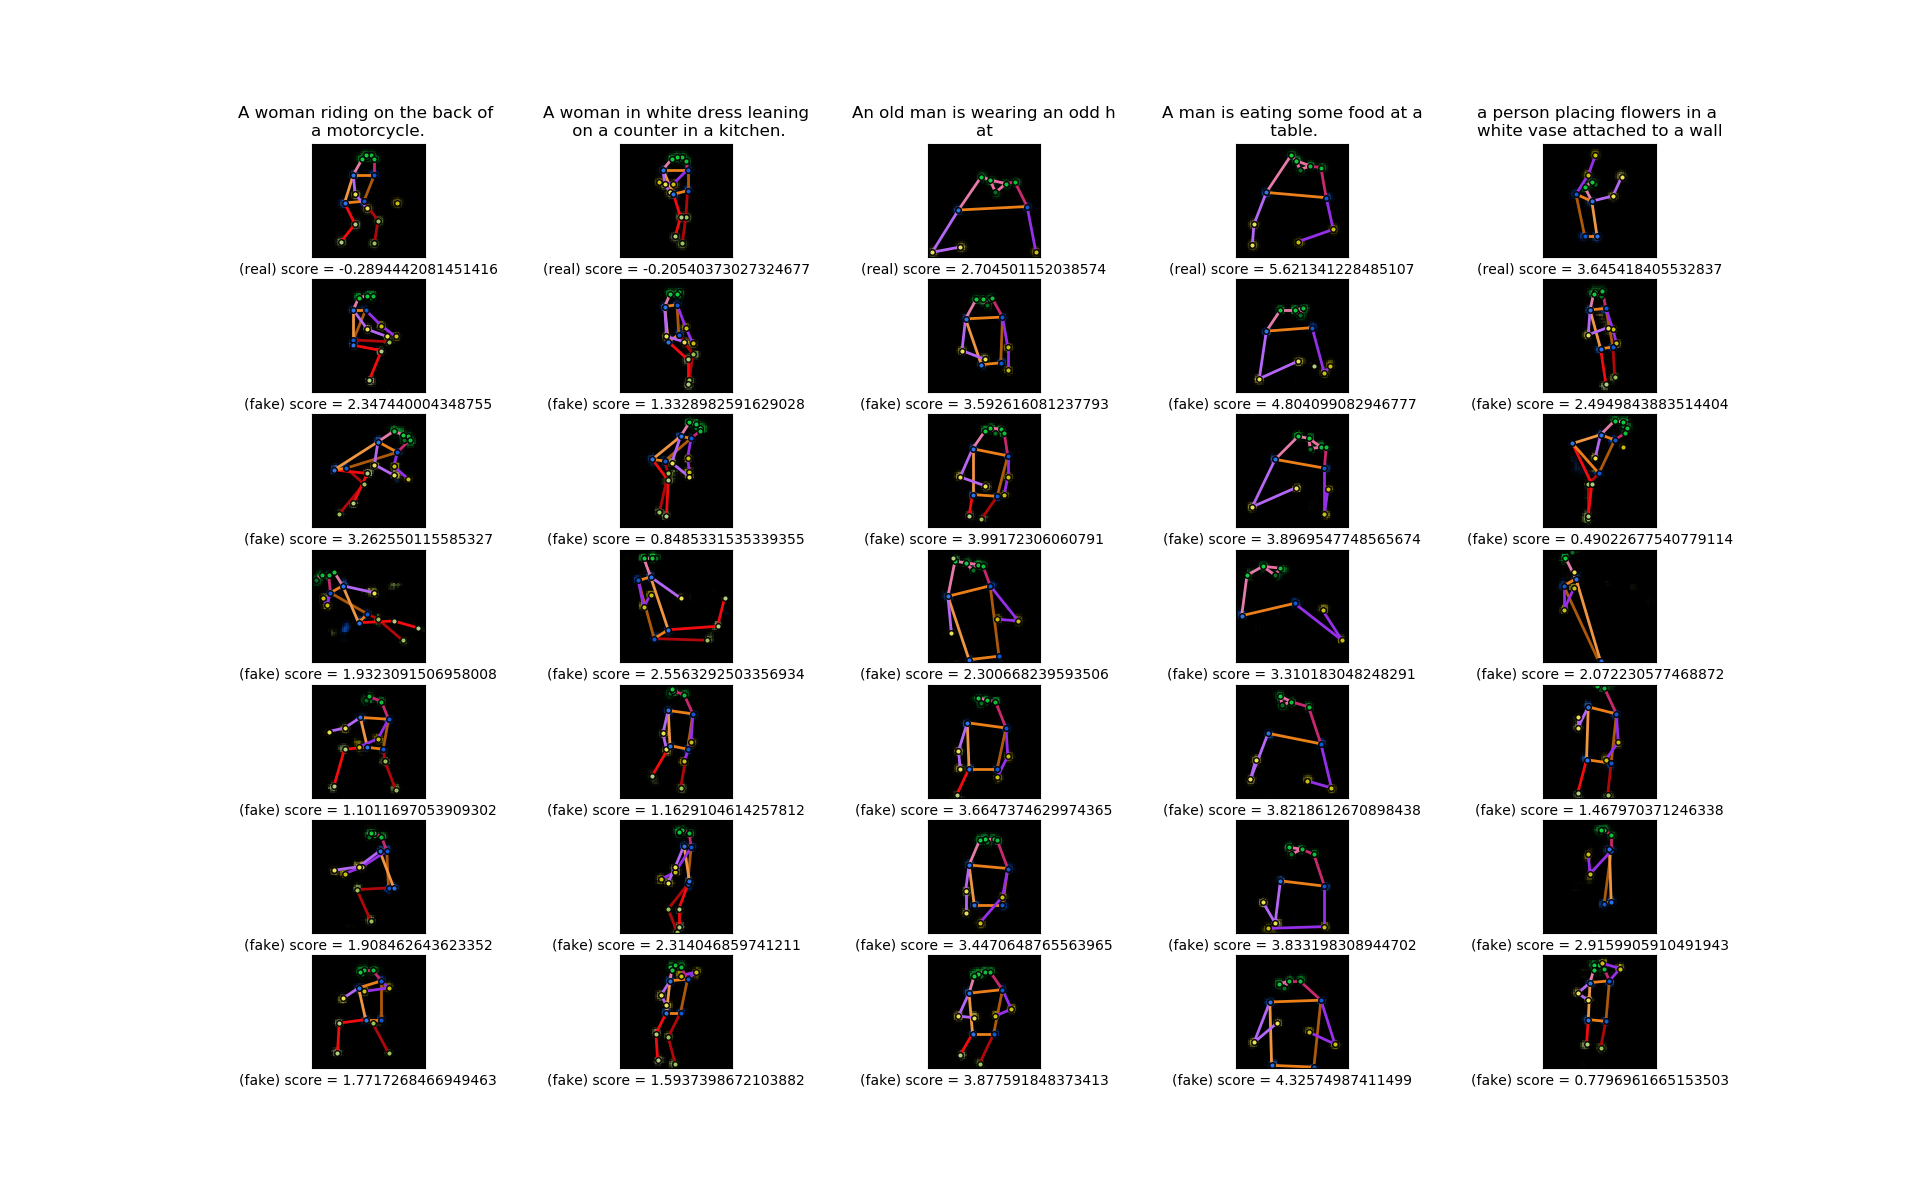 A woman riding on the back of
a motorcycle.
A woman in white dress leaning
on a counter in a kitchen.
An old man is wearing an odd h
at
A man is eating some food at a
table.
a person placing flowers in a
white vase attached to a wall
(real) score = -0.2894442081451416
(real) score = -0.20540373027324677
(real) score = 2.704501152038574
(real) score = 5.621341228485107
(real) score = 3.645418405532837
(fake) score = 2.347440004348755
(fake) score = 1.3328982591629028
(fake) score = 3.592616081237793
(fake) score = 4.804099082946777
(fake) score = 2.4949843883514404
(fake) score = 3.262550115585327
(fake) score = 0.8485331535339355
(fake) score = 3.99172306060791
(fake) score = 3.8969547748565674
(fake) score = 0.49022677540779114
(fake) score = 1.9323091506958008
(fake) score = 2.5563292503356934
(fake) score = 2.300668239593506
(fake) score = 3.310183048248291
(fake) score = 2.072230577468872
(fake) score = 1.1011697053909302
(fake) score = 1.1629104614257812
(fake) score = 3.6647374629974365
(fake) score = 3.8218612670898438
(fake) score = 1.467970371246338
(fake) score = 1.908462643623352
(fake) score = 2.314046859741211
(fake) score = 3.4470648765563965
(fake) score = 3.833198308944702
(fake) score = 2.9159905910491943
(fake) score = 1.7717268466949463
(fake) score = 1.5937398672103882
(fake) score = 3.877591848373413
(fake) score = 4.32574987411499
(fake) score = 0.7796961665153503